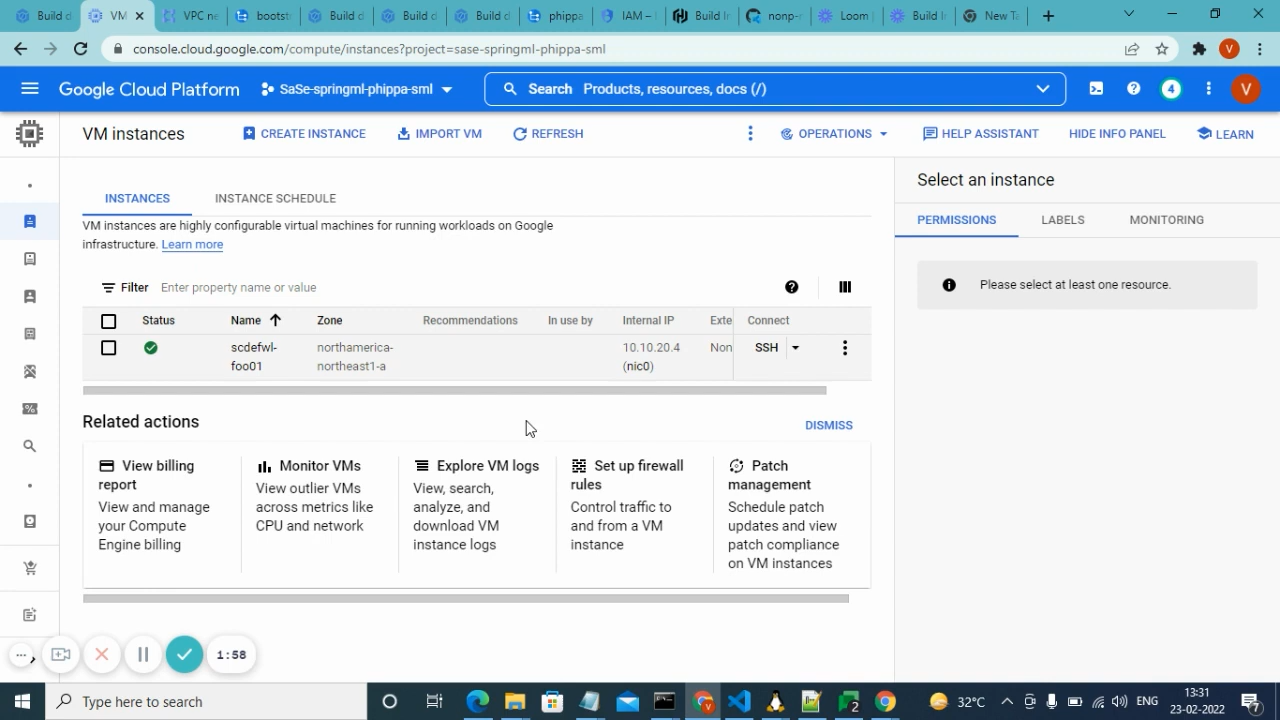 Build d
VM
VPC ne
bootst
Build d
Build d
Build d
phippa
IAM –
Build In
nonp-
Loom |
Build In
New Ta
console.cloud.google.com/compute/instances?project=sase-springml-phippa-sml
V
Google Cloud Platform
SaSe-springml-phippa-sml
Search Products, resources, docs (/)
4
V
VM instances
CREATE INSTANCE
IMPORT VM
REFRESH
OPERATIONS
HELP ASSISTANT
HIDE INFO PANEL
LEARN
INSTANCES
INSTANCE SCHEDULE
VM instances are highly configurable virtual machines for running workloads on Google
infrastructure. Learn more
Filter Enter property name or value
Status Name Zone Recommendations In use by Internal IP Exte Connect
scdefwl- northamerica- 10.10.20.4 Non SSH
foo01 northeast1-a (nic0)
Related actions
DISMISS
View billing
report
View and manage
your Compute
Engine billing
Monitor VMs
View outlier VMs
across metrics like
CPU and network
Explore VM logs
View, search,
analyze, and
download VM
instance logs
Set up firewall
rules
Control traffic to
and from a VM
instance
Patch
management
Schedule patch
updates and view
patch compliance
on VM instances
Select an instance
PERMISSIONS
LABELS
MONITORING
Please select at least one resource.
1:58
Type here to search
32°C
ENG
13:31
23-02-2022
7